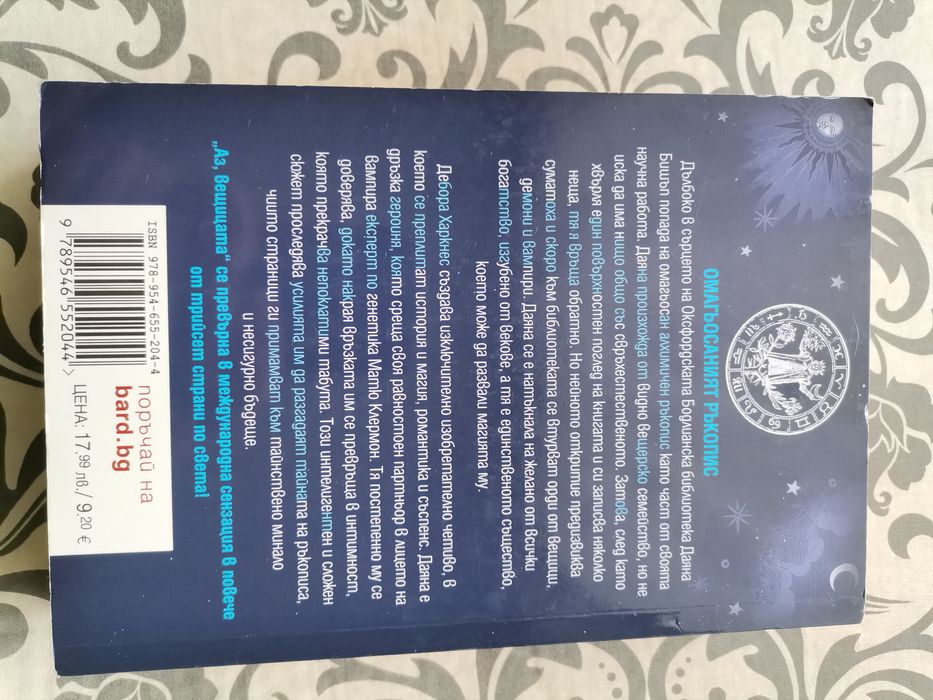 ОМАГЬОСАНИЯТ РЪКОПИС
Дълбоко в сърцето на Оксфордската Бодлианска библиотека Даяна
Бишъп попада на омагьосан алхимичен ръкопис като част от своята
научна работа. Даяна произхожда от видно вещерско семейство, но не
иска да има нищо общо със свръхестественото. Затова, след като
хвърля един повърхностен поглед на книгата и си записва няколко
неща, тя я връща обратно. Но нейното откритие предизвиква
суматоха и скоро към библиотеката се втурват орди от вещици,
демони и вампири. Даяна се е натъкнала на желано от всички
богатство, изгубено от векове, а тя е единственото същество,
което може да развали магията му.
Дебора Харкнес създава изключително изобретателно четиво, в
което се преплитат история и магия, романтика и съспенс. Даяна е
дръзка героиня, която среща своя равностоен партньор в лицето на
вампира експерт по генетика Матю Клермон. Тя постепенно му се
доверява, докато накрая връзката им се превръща в интимност,
която прекрачва непоклатими табута. Този интелигентен и сложен
сюжет проследява усилията им да разгадаят тайната на ръкописа,
чиито страници ги примамват към тайнствено минало
и несигурно бъдеще.
„Аз, вещицата“ се превърна в международна сензация в повече
от трийсет страни по света!
ISBN 978-954-655-204-4
9 789546 552044 >
поръчай на
bard.bg
ЦЕНА: 17.99 лв./ 9.20 €